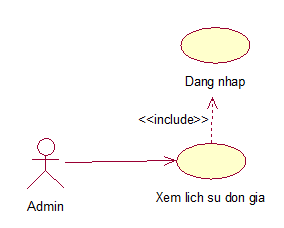 Dang nhap
<<include>>
Admin
Xem lich su don gia